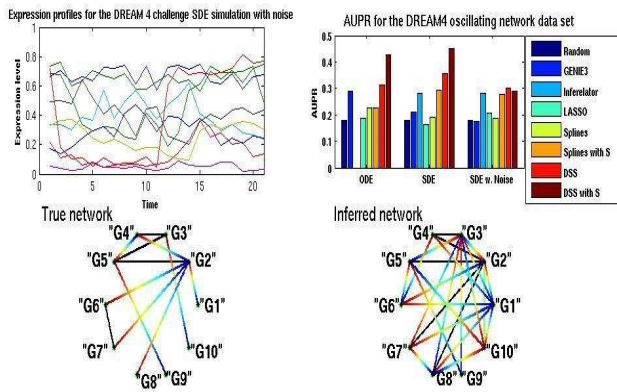 Expression profiles for the DREAM 4 challenge SDE simulation with noise
Expression level
1
0.8
0.6
0.4
0.2
0
0
5
10
15
20
Time
AUPR for the DREAM4 oscillating network data set
AUPR
0.5
0.4
0.3
0.2
0.1
0
ODE
SDE
SDE w. Noise
Random
GENIE3
Inferelator
LASSO
Splines
Splines with S
DSS
DSS with S
True network
"G4"
"G3"
"G5"
"G2"
"G6"
"G1"
"G7"
"G10"
"G8"
"G9"
Inferred network
"G4"
"G3"
"G5"
"G2"
"G6"
"G1"
"G7"
"G10"
"G8"
"G9"